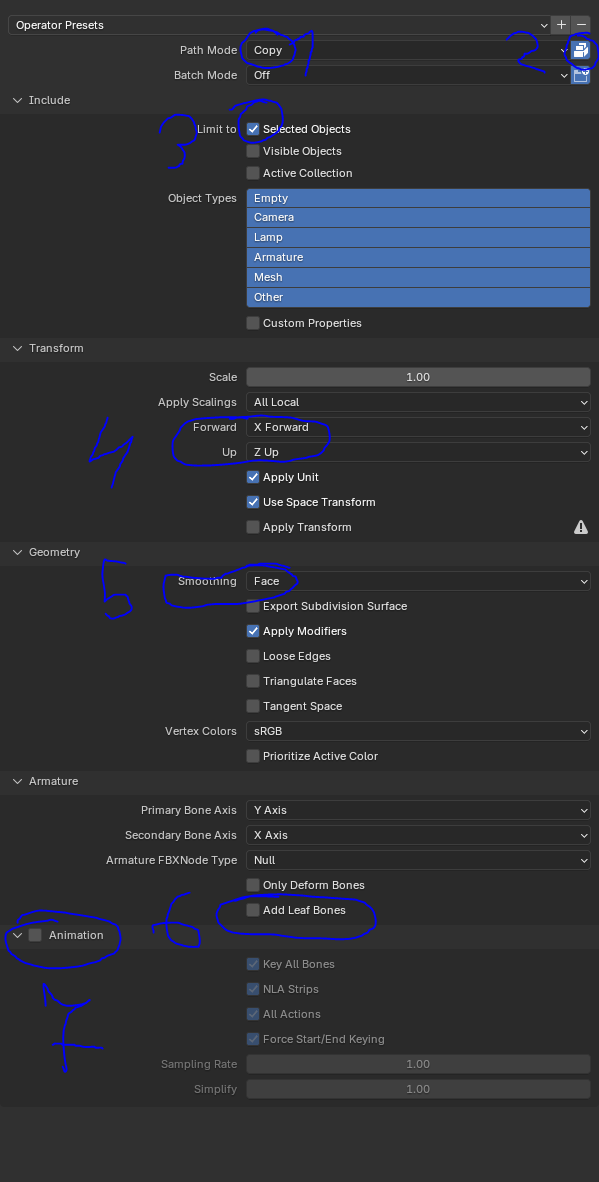 Operator Presets
Path Mode Copy 1 2
Batch Mode Off
Include
3 Limit to Selected Objects
Visible Objects
Active Collection
Object Types Empty
Camera
Lamp
Armature
Mesh
Other
Custom Properties
Transform
Scale 1.00
Apply Scalings All Local
4 Forward X Forward
Up Z Up
Apply Unit
Use Space Transform
Apply Transform
Geometry
5 Smoothing Face
Export Subdivision Surface
Apply Modifiers
Loose Edges
Triangulate Faces
Tangent Space
Vertex Colors sRGB
Prioritize Active Color
Armature
Primary Bone Axis Y Axis
Secondary Bone Axis X Axis
Armature FBXNode Type Null
Only Deform Bones
6 Add Leaf Bones
Animation
Key All Bones
7 NLA Strips
All Actions
Force Start/End Keying
Sampling Rate 1.00
Simplify 1.00